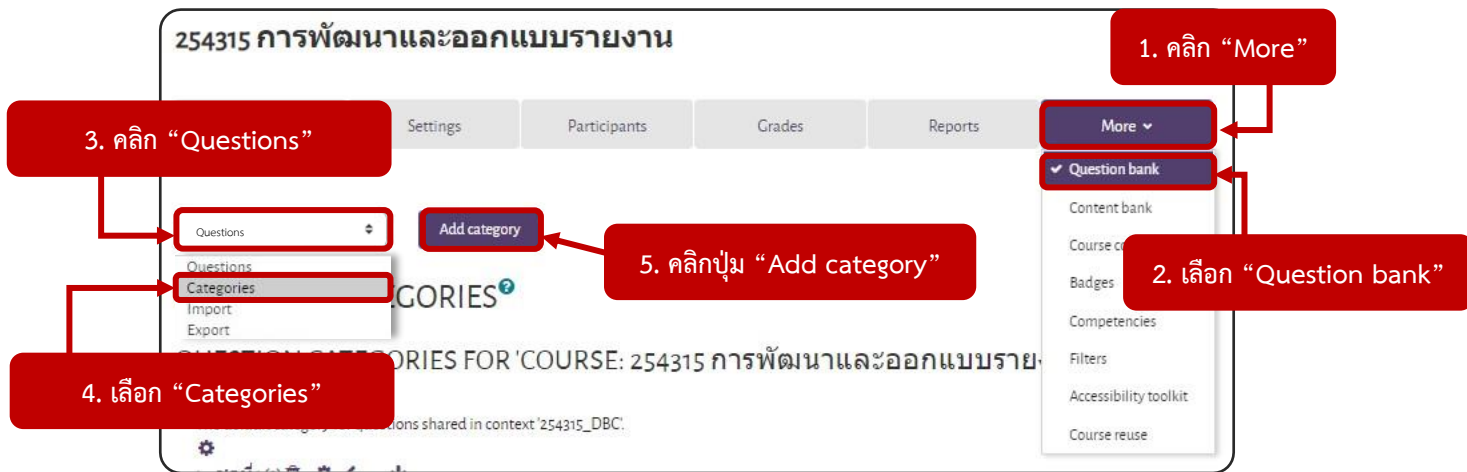 254315 การพัฒนาและออกแบบรายงาน
1. คลิก “More”
3. คลิก “Questions”
Settings
Participants
Grades
Reports
More
Question bank
Content bank
Questions
Add category
Course
5. คลิกปุ่ม “Add category”
2. เลือก “Question bank”
Questions
Categories
Import
Export
Badges
Competencies
Filters
Accessibility toolkit
Course reuse
4. เลือก “Categories”
FOR 'COURSE: 254315 การพัฒนาและออกแบบราย
shared in context '254315_DBC'.